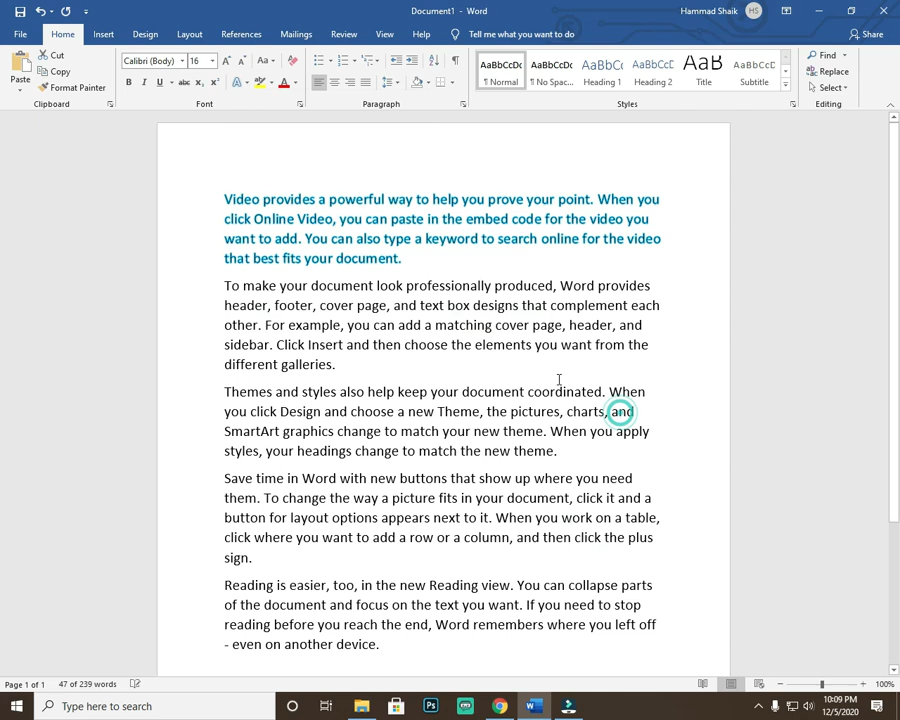 Document1 - Word
Hammad Shaik
HS
File
Home
Insert
Design
Layout
References
Mailings
Review
View
Help
Tell me what you want to do
Share
Paste
Cut
Copy
Format Painter
Clipboard
Calibri (Body)
16
Font
Paragraph
AaBbCcDc
¶ Normal
AaBbCcDc
¶ No Spac...
AaBbCc
Heading 1
AaBbCcC
Heading 2
AaB
Title
AaBbCcC
Subtitle
Styles
Find
Replace
Select
Editing
Video provides a powerful way to help you prove your point. When you
click Online Video, you can paste in the embed code for the video you
want to add. You can also type a keyword to search online for the video
that best fits your document.
To make your document look professionally produced, Word provides
header, footer, cover page, and text box designs that complement each
other. For example, you can add a matching cover page, header, and
sidebar. Click Insert and then choose the elements you want from the
different galleries.
Themes and styles also help keep your document coordinated. When
you click Design and choose a new Theme, the pictures, charts, and
SmartArt graphics change to match your new theme. When you apply
styles, your headings change to match the new theme.
Save time in Word with new buttons that show up where you need
them. To change the way a picture fits in your document, click it and a
button for layout options appears next to it. When you work on a table,
click where you want to add a row or a column, and then click the plus
sign.
Reading is easier, too, in the new Reading view. You can collapse parts
of the document and focus on the text you want. If you need to stop
reading before you reach the end, Word remembers where you left off
- even on another device.
Page 1 of 1
47 of 239 words
100%
Type here to search
10:09 PM
12/5/2020